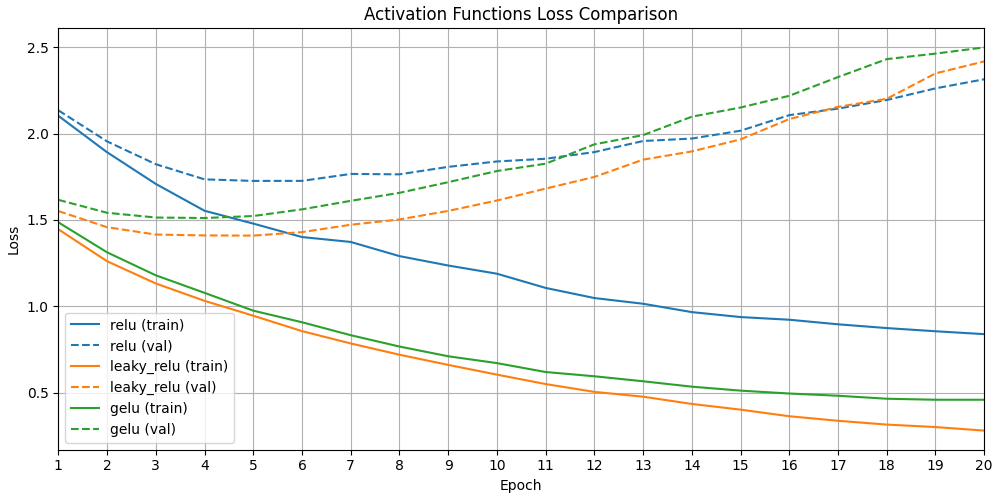 Activation Functions Loss Comparison
Loss
2.5
2.0
1.5
1.0
0.5
relu (train)
relu (val)
leaky_relu (train)
leaky_relu (val)
gelu (train)
gelu (val)
1 2 3 4 5 6 7 8 9 10 11 12 13 14 15 16 17 18 19 20
Epoch